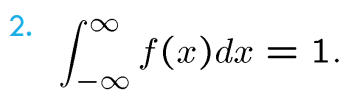 2. ∫_{-∞}^{∞} f(x)dx = 1.